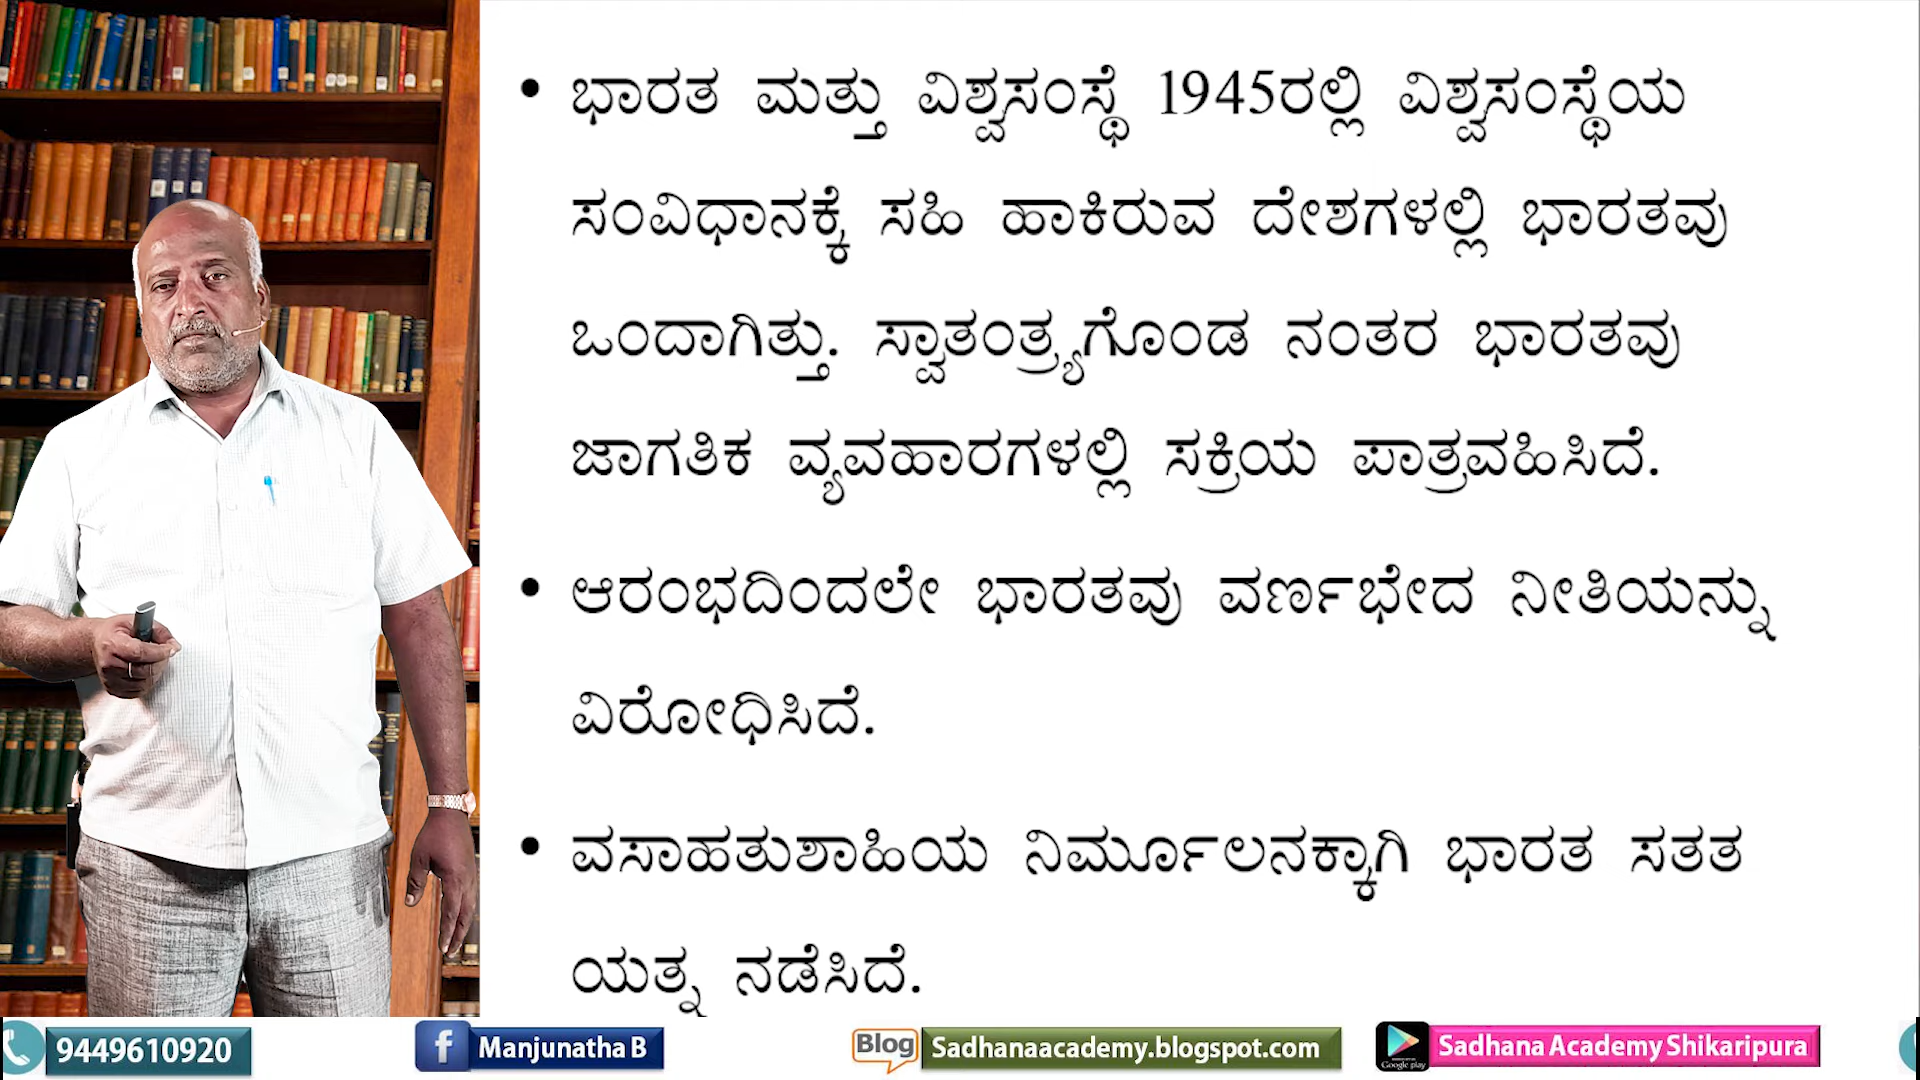 • ಭಾರತ ಮತ್ತು ವಿಶ್ವಸಂಸ್ಥೆ 1945ರಲ್ಲಿ ವಿಶ್ವಸಂಸ್ಥೆಯ
ಸಂವಿಧಾನಕ್ಕೆ ಸಹಿ ಹಾಕಿರುವ ದೇಶಗಳಲ್ಲಿ ಭಾರತವು
ಒಂದಾಗಿತ್ತು. ಸ್ವಾತಂತ್ರ್ಯಗೊಂಡ ನಂತರ ಭಾರತವು
ಜಾಗತಿಕ ವ್ಯವಹಾರಗಳಲ್ಲಿ ಸಕ್ರಿಯ ಪಾತ್ರವಹಿಸಿದೆ.
• ಆರಂಭದಿಂದಲೇ ಭಾರತವು ವರ್ಣಭೇದ ನೀತಿಯನ್ನು
ವಿರೋಧಿಸಿದೆ.
• ವಸಾಹತುಶಾಹಿಯ ನಿರ್ಮೂಲನಕ್ಕಾಗಿ ಭಾರತ ಸತತ
ಯತ್ನ ನಡೆಸಿದೆ.
9449610920 f Manjunatha B Blog Sadhanaacademy.blogspot.com Google play Sadhana Academy Shikaripura